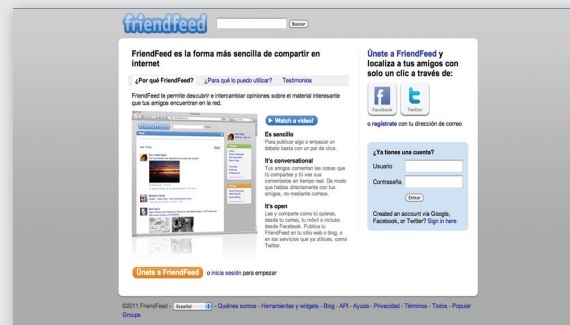 friendfeed
Buscar
FriendFeed es la forma más sencilla de compartir en
internet
¿Por qué FriendFeed? ¿Para qué lo puedo utilizar? Testimonios
FriendFeed te permite descubrir e intercambiar opiniones sobre el material interesante
que tus amigos encuentran en la red.
Watch a video!
Es sencillo
Para publicar algo o empezar un
debate basta con un par de clics.
It's conversational
Tus amigos comentan las cosas que
tú compartes y tú ves sus
comentarios en tiempo real. De modo
que hablas directamente con tus
amigos, no mediante correos.
It's open
Lee y comparte como tú quieras,
desde tu correo, tu móvil o incluso
desde Facebook. Publica tu
FriendFeed en tu sitio web o blog, o
en los servicios que ya utilices, como
Twitter.
Únete a FriendFeed o inicia sesión para empezar
Únete a FriendFeed y
localiza a tus amigos con
solo un clic a través de:
Facebook Twitter
o regístrate con tu dirección de correo
¿Ya tienes una cuenta?
Usuario
Contraseña
Entrar
Created an account via Google,
Facebook, or Twitter? Sign in here
©2011 FriendFeed - Español - Quiénes somos - Herramientas y widgets - Blog - API - Ayuda - Privacidad - Términos - Todos - Popular
Groups